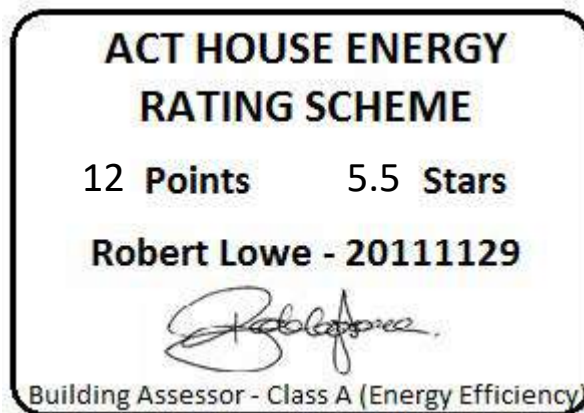 ACT HOUSE ENERGY
RATING SCHEME
12 Points 5.5 Stars
Robert Lowe - 20111129
Building Assessor - Class A (Energy Efficiency)